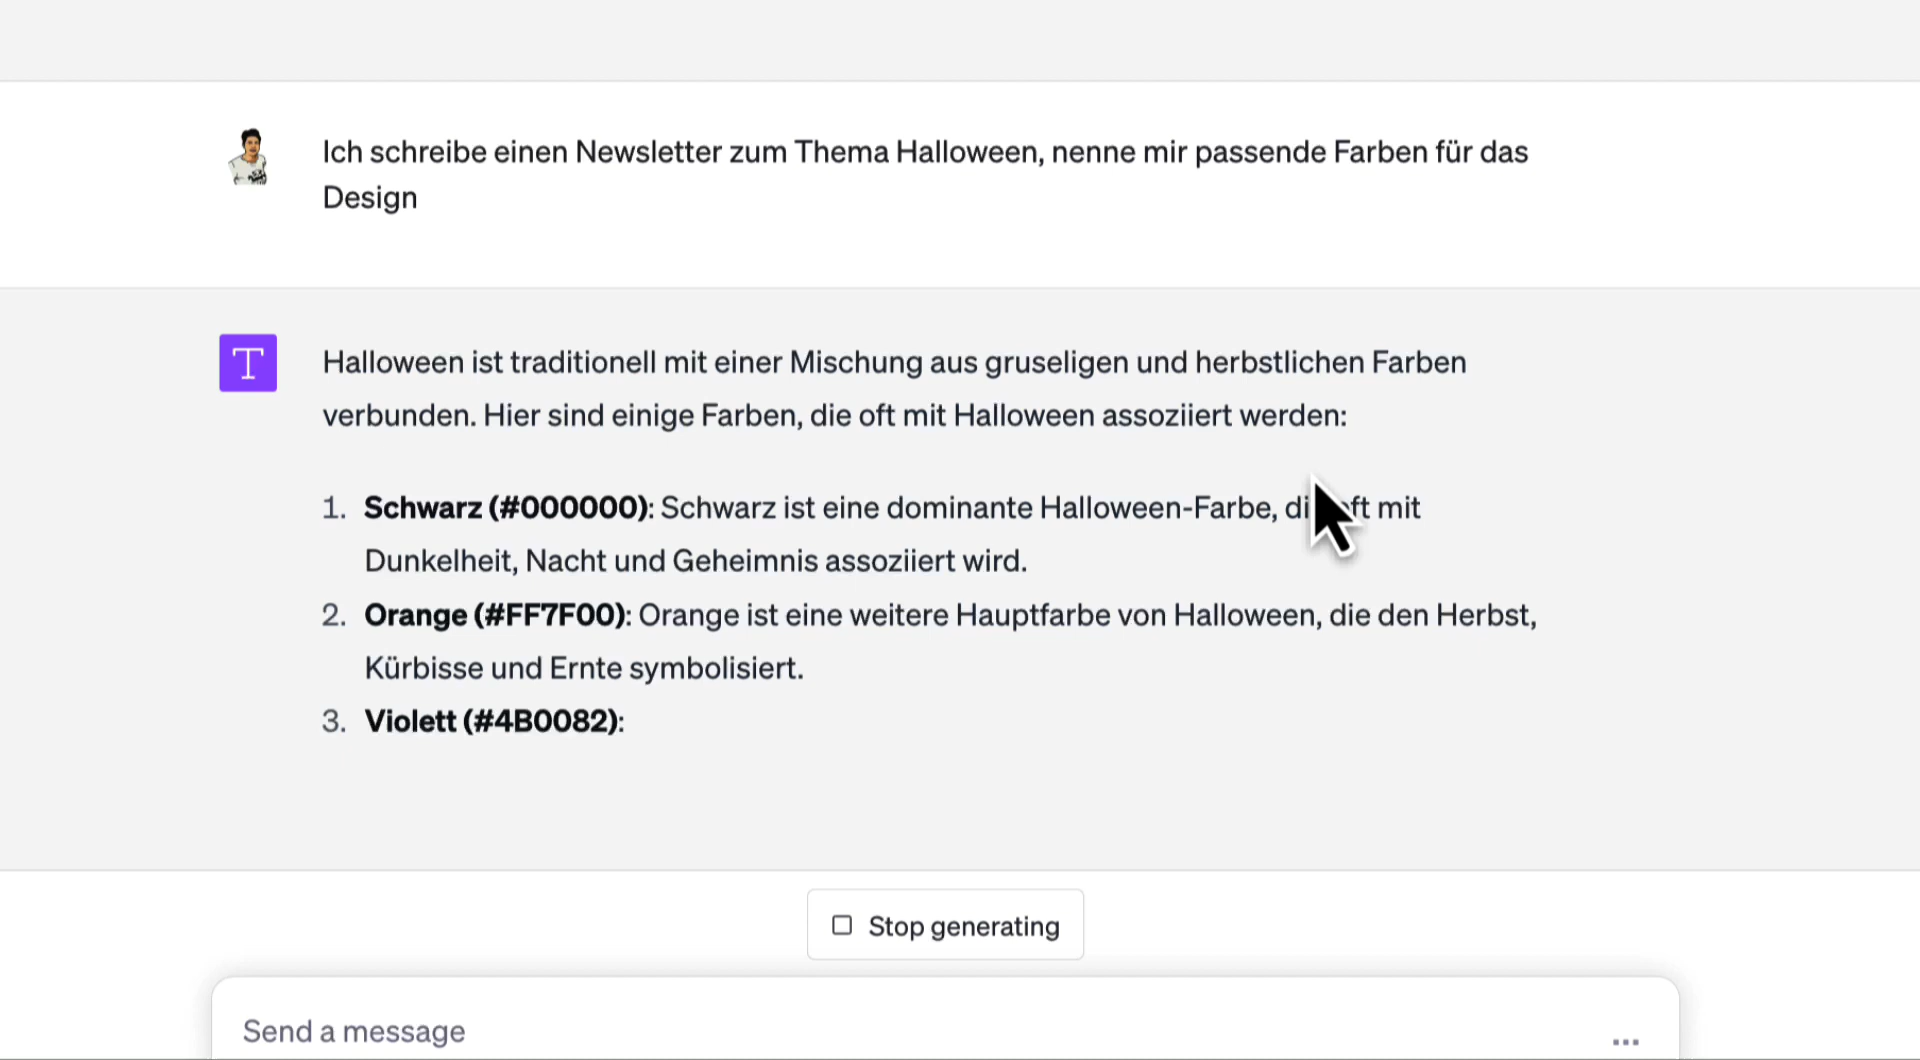 Ich schreibe einen Newsletter zum Thema Halloween, nenne mir passende Farben für das
Design
T
Halloween ist traditionell mit einer Mischung aus gruseligen und herbstlichen Farben
verbunden. Hier sind einige Farben, die oft mit Halloween assoziiert werden:
1. Schwarz (#000000): Schwarz ist eine dominante Halloween-Farbe, die oft mit
Dunkelheit, Nacht und Geheimnis assoziiert wird.
2. Orange (#FF7F00): Orange ist eine weitere Hauptfarbe von Halloween, die den Herbst,
Kürbisse und Ernte symbolisiert.
3. Violett (#4B0082):
Stop generating
Send a message